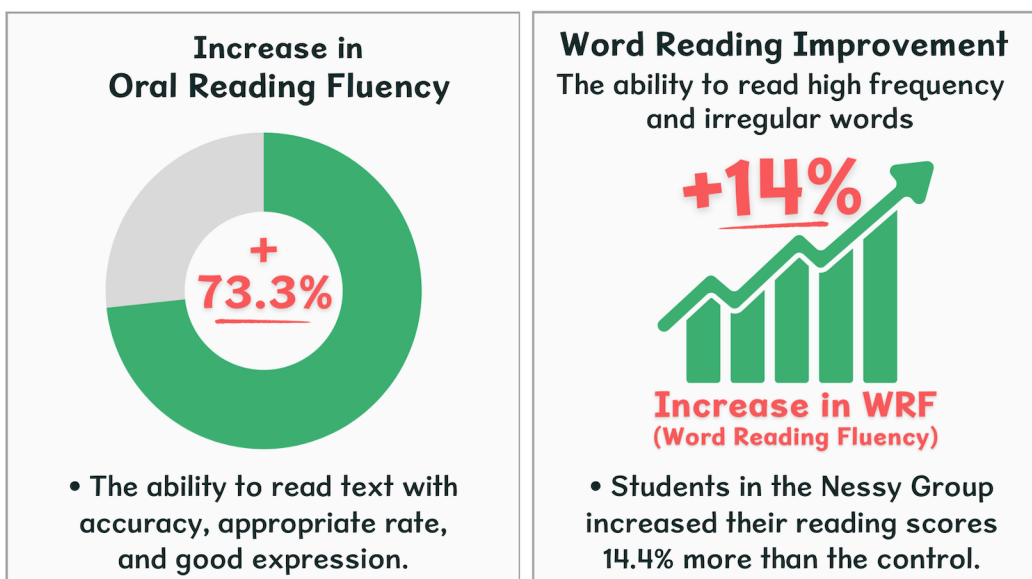 Increase in
Oral Reading Fluency
+
73.3%
• The ability to read text with
accuracy, appropriate rate,
and good expression.
Word Reading Improvement
The ability to read high frequency
and irregular words
+14%
Increase in WRF
(Word Reading Fluency)
• Students in the Nessy Group
increased their reading scores
14.4% more than the control.